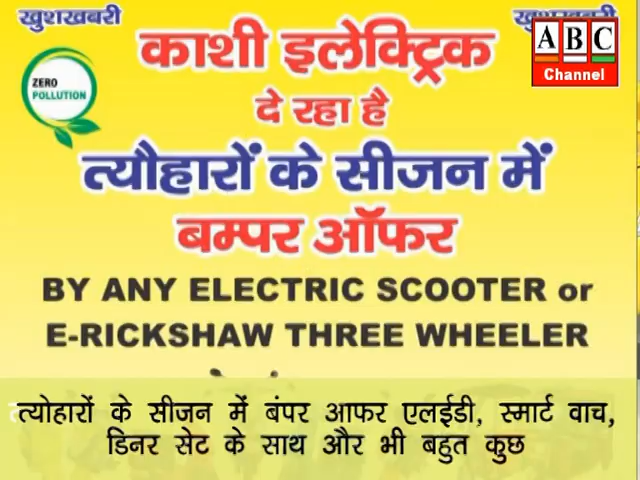 खुशखबरी
खुशखबरी
A B C
Channel
काशी इलेक्ट्रिक
ZERO
POLLUTION
दे रहा है
त्यौहारों के सीजन में
बम्पर ऑफर
BY ANY ELECTRIC SCOOTER or
E-RICKSHAW THREE WHEELER
त्योहारों के सीजन में बंपर आफर एलईडी, स्मार्ट वाच,
डिनर सेट के साथ और भी बहुत कुछ